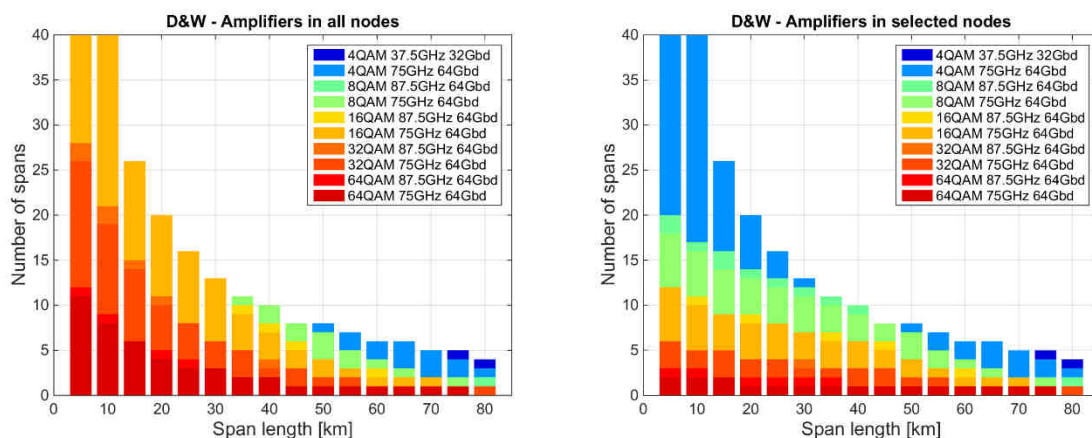 D&W - Amplifiers in all nodes
40
35
30
25
20
15
10
5
0
Number of spans
4QAM 37.5GHz 32Gbd
4QAM 75GHz 64Gbd
8QAM 87.5GHz 64Gbd
8QAM 75GHz 64Gbd
16QAM 87.5GHz 64Gbd
16QAM 75GHz 64Gbd
32QAM 87.5GHz 64Gbd
32QAM 75GHz 64Gbd
64QAM 87.5GHz 64Gbd
64QAM 75GHz 64Gbd
0 10 20 30 40 50 60 70 80
Span length [km]
D&W - Amplifiers in selected nodes
40
35
30
25
20
15
10
5
0
Number of spans
4QAM 37.5GHz 32Gbd
4QAM 75GHz 64Gbd
8QAM 87.5GHz 64Gbd
8QAM 75GHz 64Gbd
16QAM 87.5GHz 64Gbd
16QAM 75GHz 64Gbd
32QAM 87.5GHz 64Gbd
32QAM 75GHz 64Gbd
64QAM 87.5GHz 64Gbd
64QAM 75GHz 64Gbd
0 10 20 30 40 50 60 70 80
Span length [km]